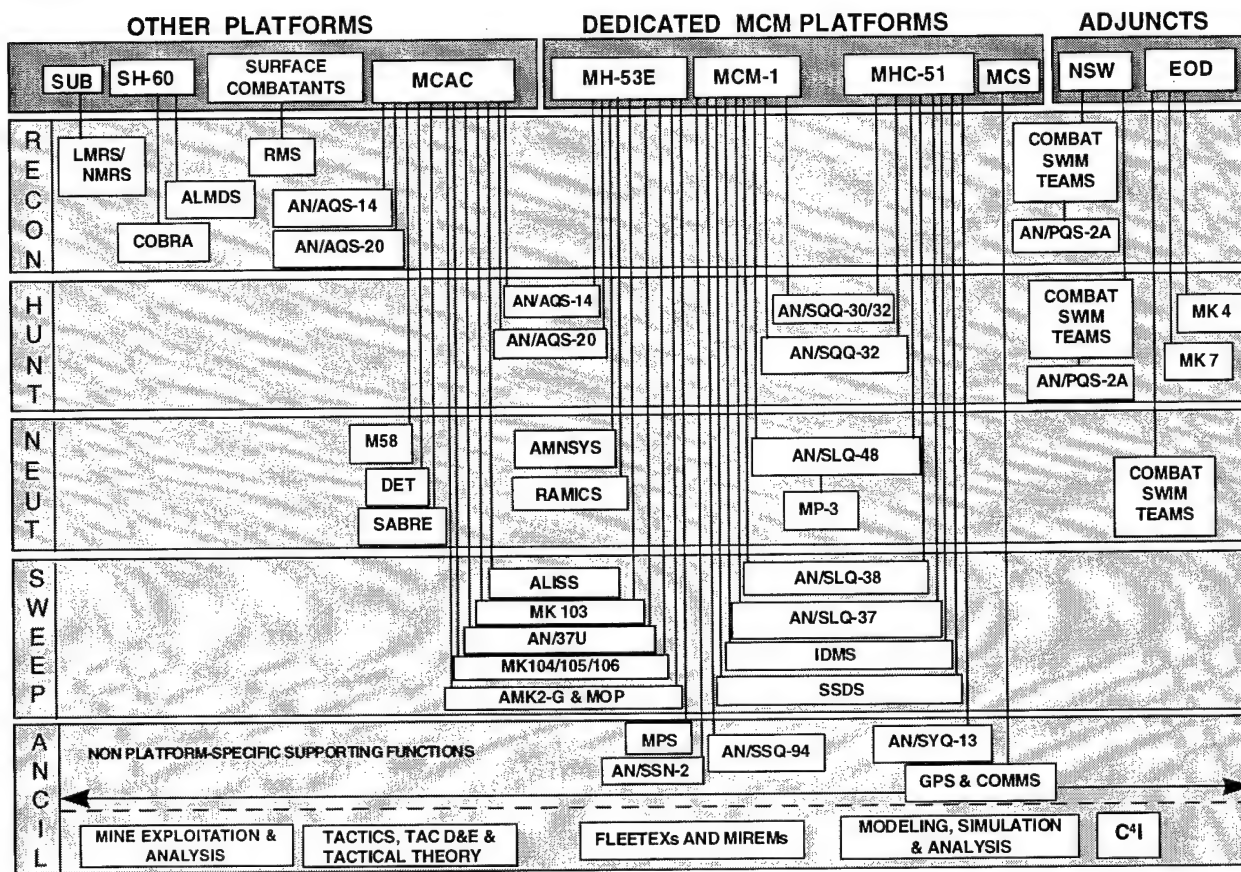 OTHER PLATFORMS
DEDICATED MCM PLATFORMS
ADJUNCTS
SUB
SH-60
SURFACE
COMBATANTS
MCAC
MH-53E
MCM-1
MHC-51
MCS
NSW
EOD
RECON
LMRS/
NMRS
RMS
ALMDS
AN/AQS-14
COBRA
AN/AQS-20
COMBAT
SWIM
TEAMS
AN/PQS-2A
HUNT
AN/AQS-14
AN/AQS-20
AN/SQQ-30/32
AN/SQQ-32
COMBAT
SWIM
TEAMS
AN/PQS-2A
MK 4
MK 7
NEUT
M58
DET
SABRE
AMNSYS
RAMICS
AN/SLQ-48
MP-3
COMBAT
SWIM
TEAMS
SWEEP
ALISS
MK 103
AN/37U
MK104/105/106
AMK2-G & MOP
AN/SLQ-38
AN/SLQ-37
IDMS
SSDS
ANCIL
NON PLATFORM-SPECIFIC SUPPORTING FUNCTIONS
MPS
AN/SSN-2
AN/SSQ-94
AN/SYQ-13
GPS & COMMS
MINE EXPLOITATION &
ANALYSIS
TACTICS, TAC D&E &
TACTICAL THEORY
FLEETEXs AND MIREMs
MODELING, SIMULATION
& ANALYSIS
C⁴I